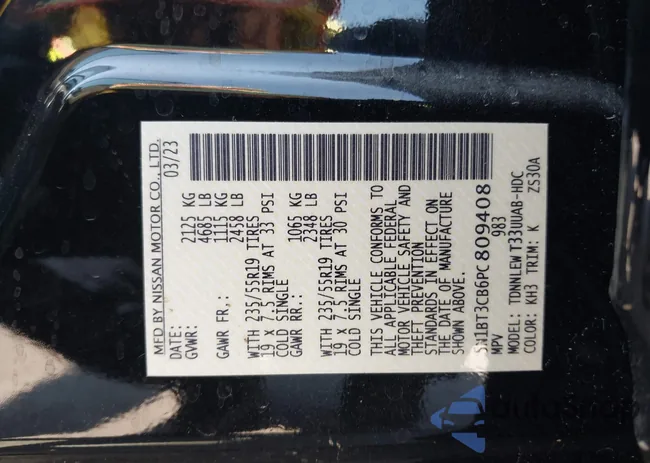 MFD BY NISSAN MOTOR CO., LTD.
DATE: 03/23
GVWR: 2125 KG
4685 LB
GAWR FR.: 1115 KG
2458 LB
WITH 235/55R19 TIRES
19 X 7.5 RIMS AT 33 PSI
COLD SINGLE
GAWR RR.: 1065 KG
2348 LB
WITH 235/55R19 TIRES
19 X 7.5 RIMS AT 30 PSI
COLD SINGLE
THIS VEHICLE CONFORMS TO
ALL APPLICABLE FEDERAL
MOTOR VEHICLE SAFETY AND
THEFT PREVENTION
STANDARDS IN EFFECT ON
THE DATE OF MANUFACTURE
SHOWN ABOVE.
5N1BT3CB6PC809408
MPV 983
MODEL: TDNNLEW T33UUAB-HDC
COLOR: KH3 TRIM: K ZS30A